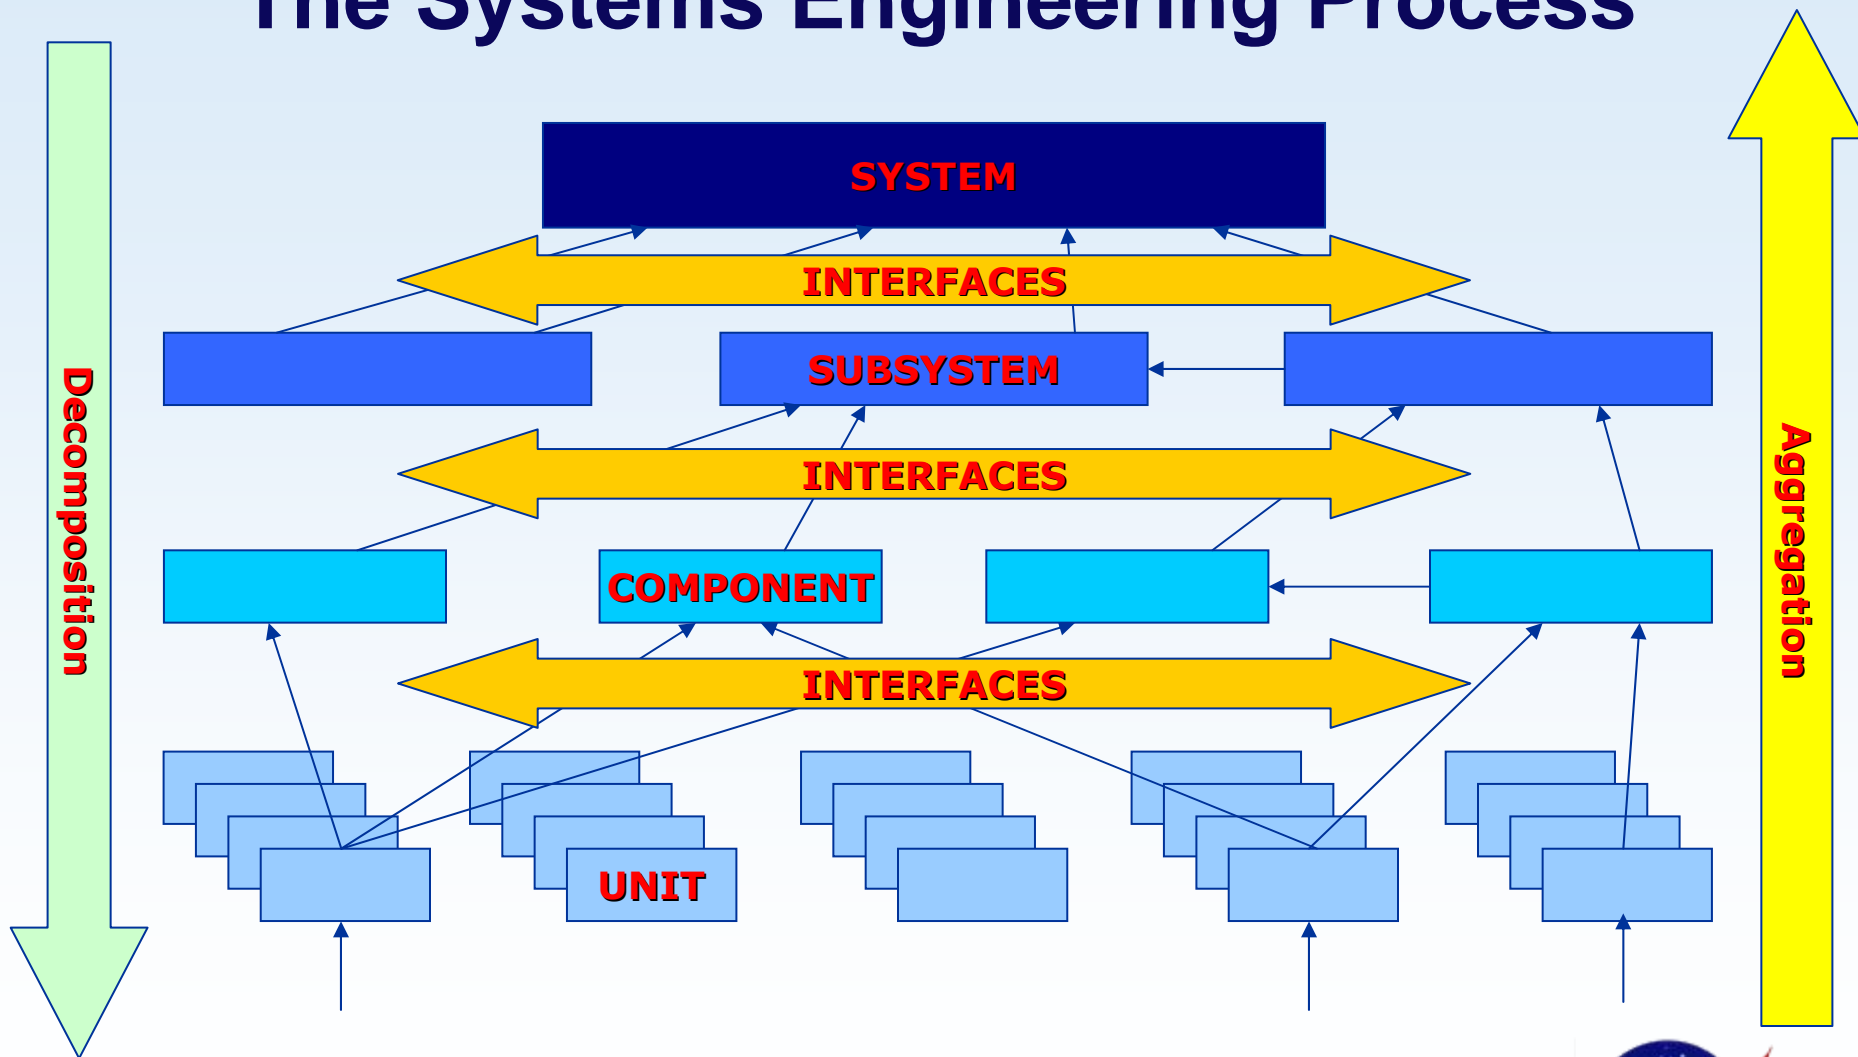 The Systems Engineering Process
SYSTEM
INTERFACES
SUBSYSTEM
INTERFACES
COMPONENT
INTERFACES
UNIT
Decomposition
Aggregation